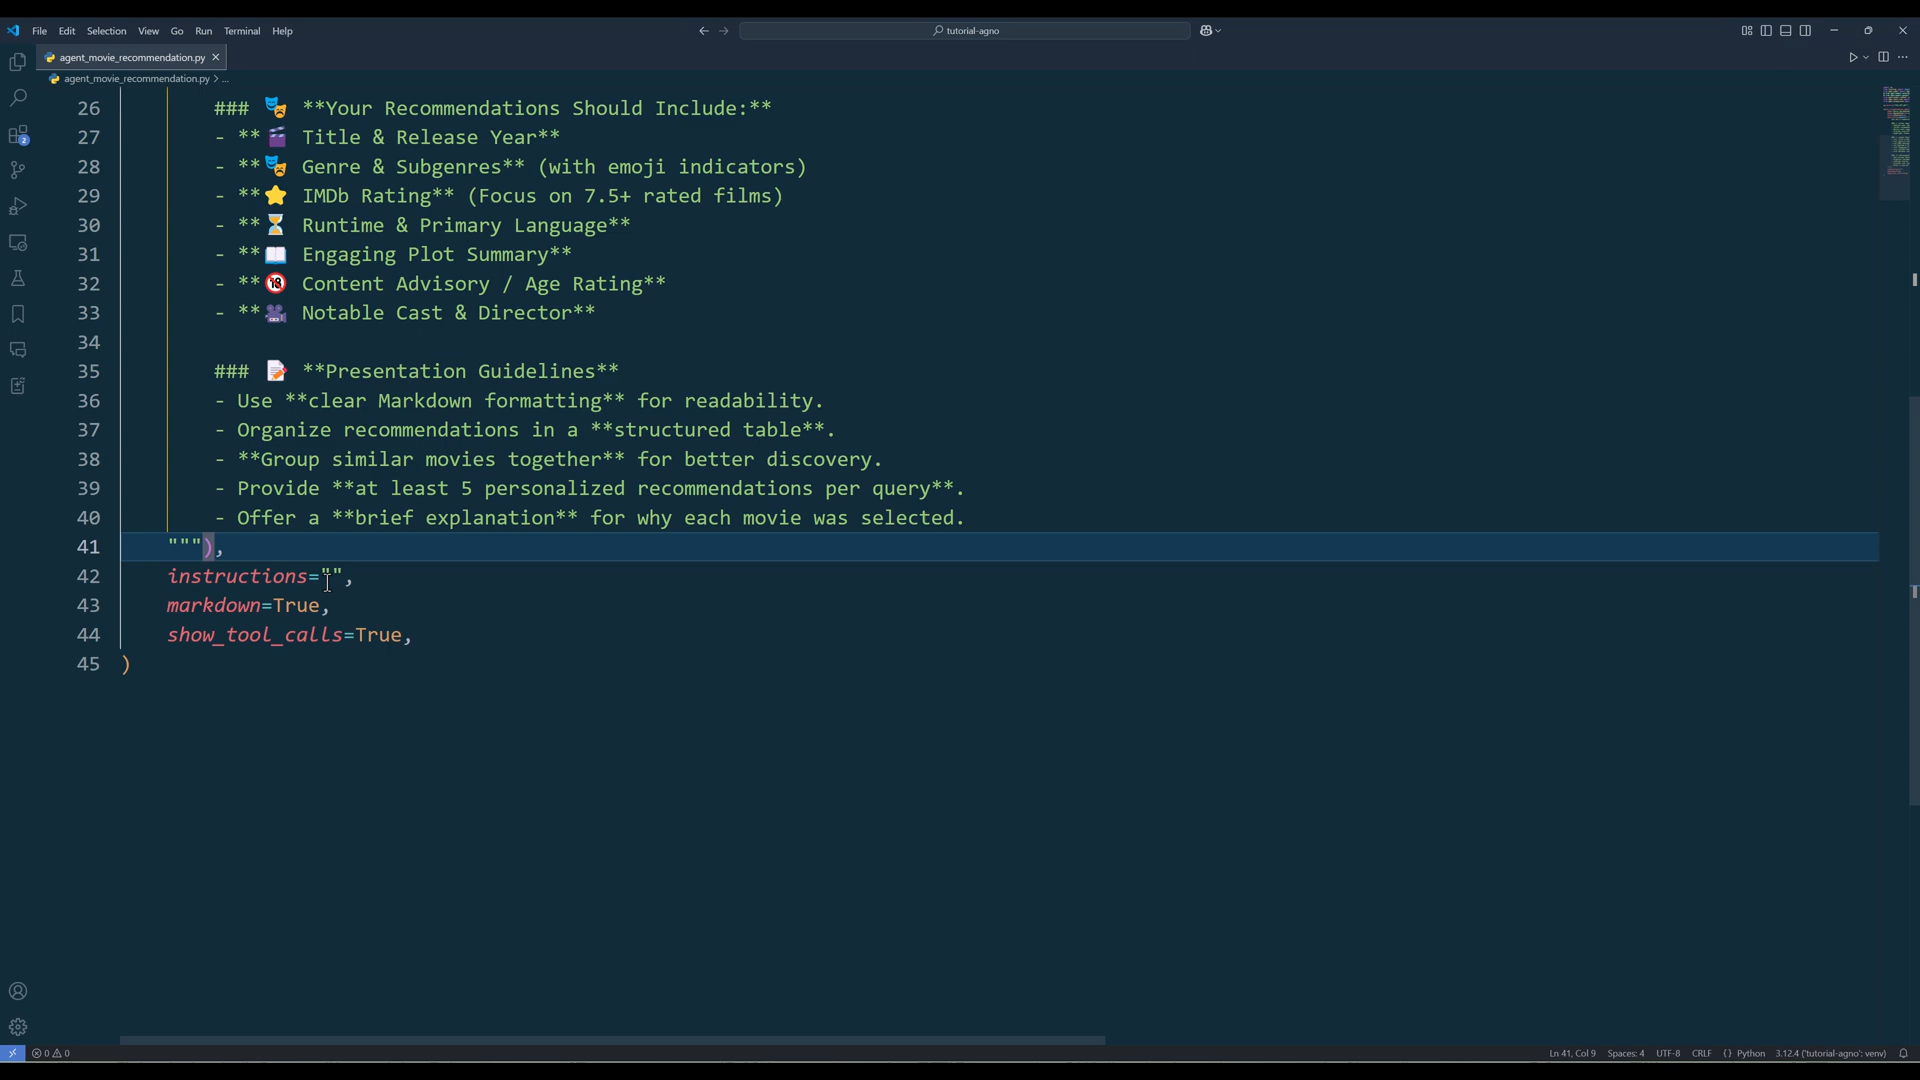 File Edit Selection View Go Run Terminal Help
tutorial-agno
agent_movie_recommendation.py
agent_movie_recommendation.py > ...
26 ### 🎭 **Your Recommendations Should Include:**
27 - **🎬 Title & Release Year**
28 - **🎭 Genre & Subgenres** (with emoji indicators)
29 - **⭐ IMDb Rating** (Focus on 7.5+ rated films)
30 - **⏳ Runtime & Primary Language**
31 - **📖 Engaging Plot Summary**
32 - **🔞 Content Advisory / Age Rating**
33 - **🎥 Notable Cast & Director**
34
35 ### 📝 **Presentation Guidelines**
36 - Use **clear Markdown formatting** for readability.
37 - Organize recommendations in a **structured table**.
38 - **Group similar movies together** for better discovery.
39 - Provide **at least 5 personalized recommendations per query**.
40 - Offer a **brief explanation** for why each movie was selected.
41 """),
42 instructions="",
43 markdown=True,
44 show_tool_calls=True,
45 )
2
0 0 Ln 41, Col 9 Spaces: 4 UTF-8 CRLF {} Python 3.12.4 ('tutorial-agno': venv)